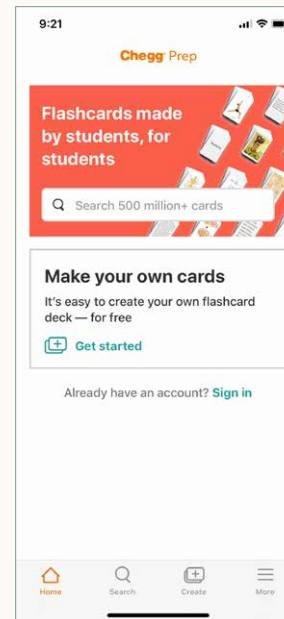 9:21
Chegg Prep
Flashcards made
by students, for
students
Search 500 million+ cards
Make your own cards
It's easy to create your own flashcard
deck — for free
Get started
Already have an account? Sign in
Home Search Create More